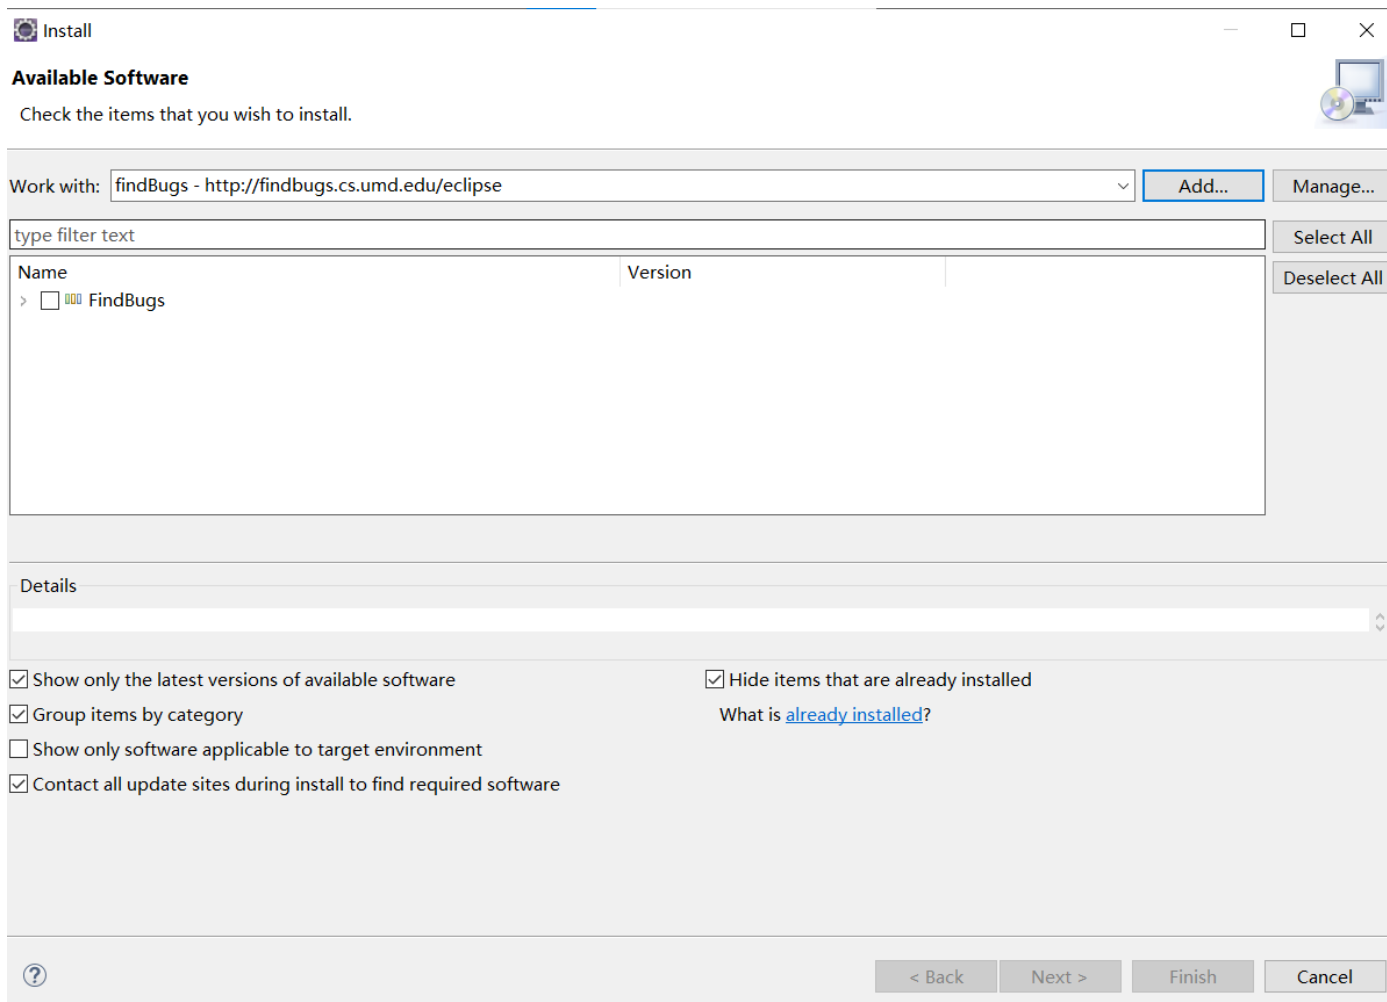 Install
Available Software
Check the items that you wish to install.
Work with: findBugs - http://findbugs.cs.umd.edu/eclipse Add... Manage...
type filter text Select All
Name Version Deselect All
FindBugs
Details
Show only the latest versions of available software Hide items that are already installed
Group items by category What is already installed?
Show only software applicable to target environment
Contact all update sites during install to find required software
? < Back Next > Finish Cancel